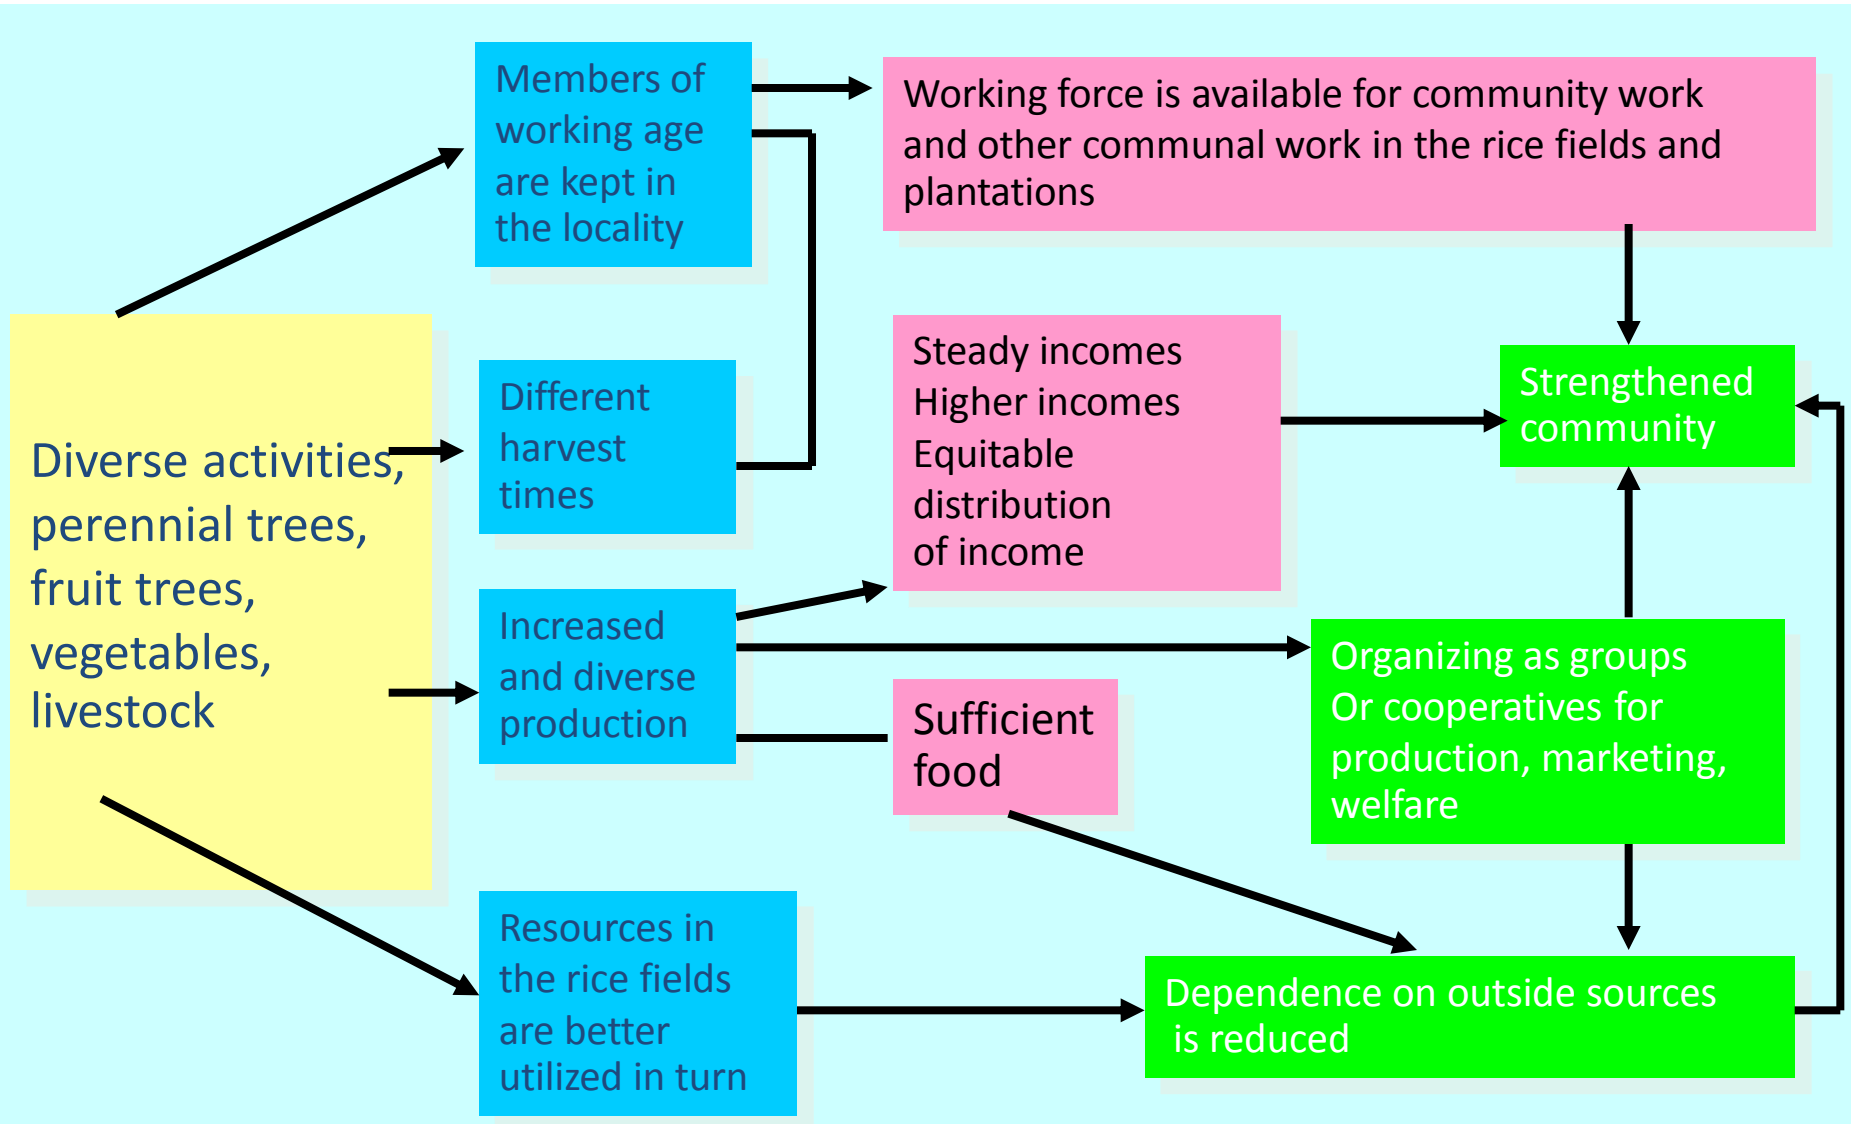 Members of
working age
are kept in
the locality
Working force is available for community work
and other communal work in the rice fields and
plantations
Diverse activities,
perennial trees,
fruit trees,
vegetables,
livestock
Different
harvest
times
Steady incomes
Higher incomes
Equitable
distribution
of income
Strengthened
community
Increased
and diverse
production
Sufficient
food
Organizing as groups
Or cooperatives for
production, marketing,
welfare
Resources in
the rice fields
are better
utilized in turn
Dependence on outside sources
is reduced